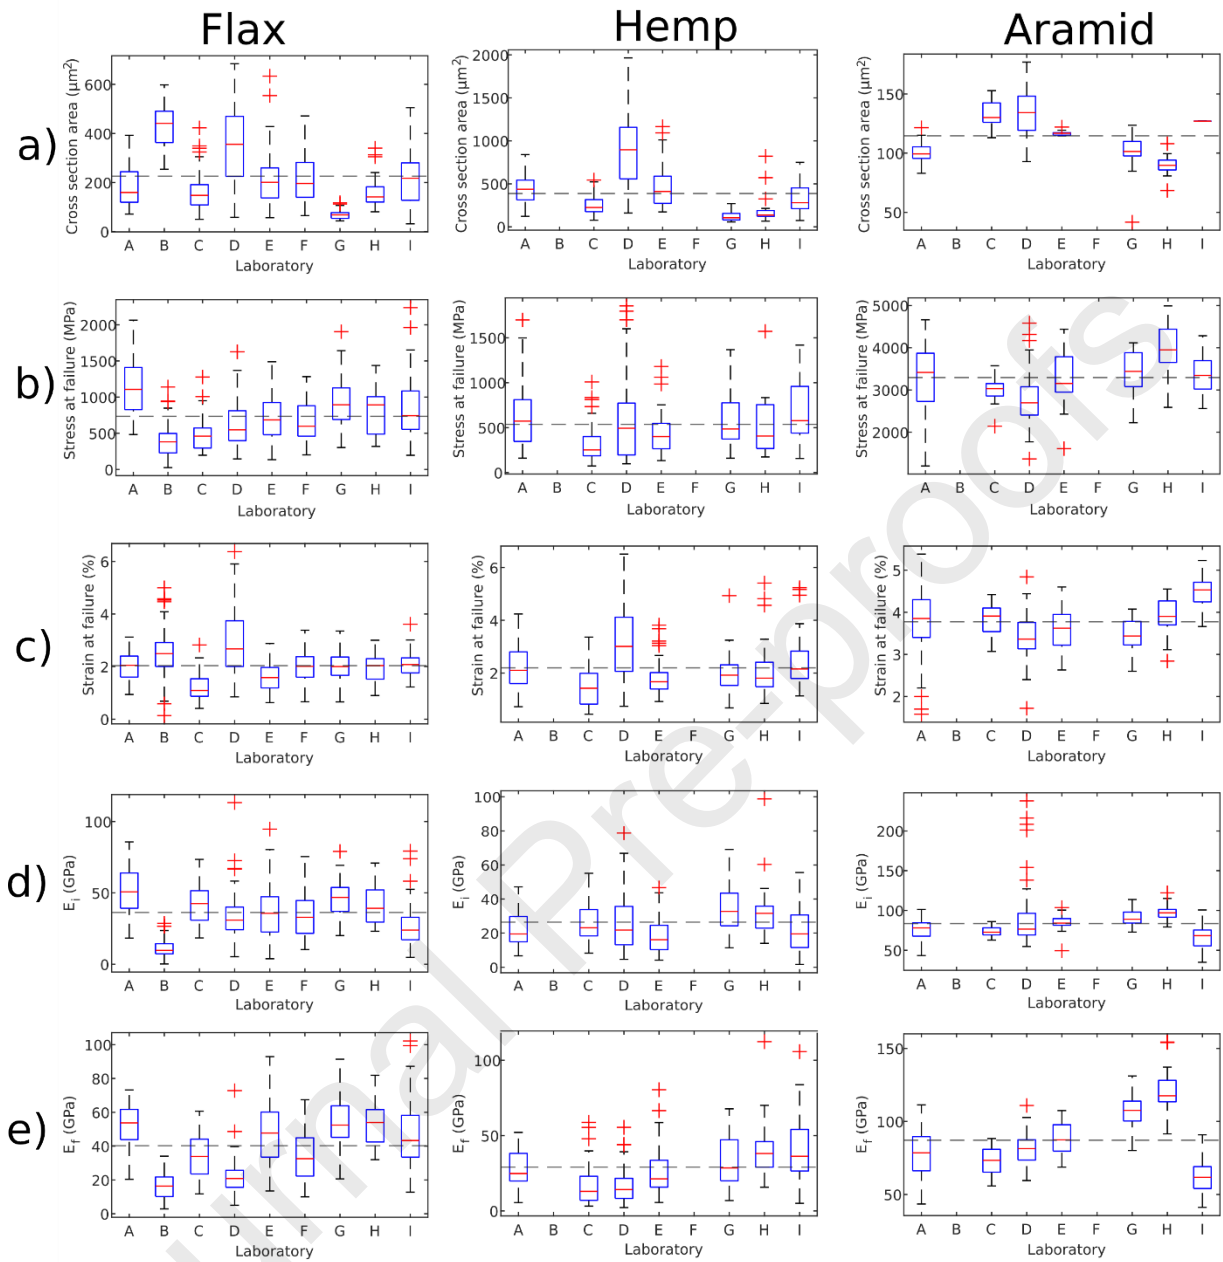 Flax Hemp Aramid
a)
Cross section area (μm²)
600
400
200
0
A B C D E F G H I
Laboratory
Cross section area (μm²)
2000
1500
1000
500
0
A B C D E F G H I
Laboratory
Cross section area (μm²)
150
100
50
A B C D E F G H I
Laboratory
b)
Stress at failure (MPa)
2000
1500
1000
500
0
A B C D E F G H I
Laboratory
Stress at failure (MPa)
1500
1000
500
0
A B C D E F G H I
Laboratory
Stress at failure (MPa)
5000
4000
3000
2000
A B C D E F G H I
Laboratory
c)
Strain at failure (%)
6
4
2
0
A B C D E F G H I
Laboratory
Strain at failure (%)
6
4
2
A B C D E F G H I
Laboratory
Strain at failure (%)
5
4
3
2
A B C D E F G H I
Laboratory
d)
Ei (GPa)
100
50
0
A B C D E F G H I
Laboratory
Ei (GPa)
100
80
60
40
20
0
A B C D E F G H I
Laboratory
Ei (GPa)
200
150
100
50
A B C D E F G H I
Laboratory
e)
Ef (GPa)
100
80
60
40
20
0
A B C D E F G H I
Laboratory
Ef (GPa)
100
50
0
A B C D E F G H I
Laboratory
Ef (GPa)
150
100
50
A B C D E F G H I
Laboratory
urnal Pre-proofs